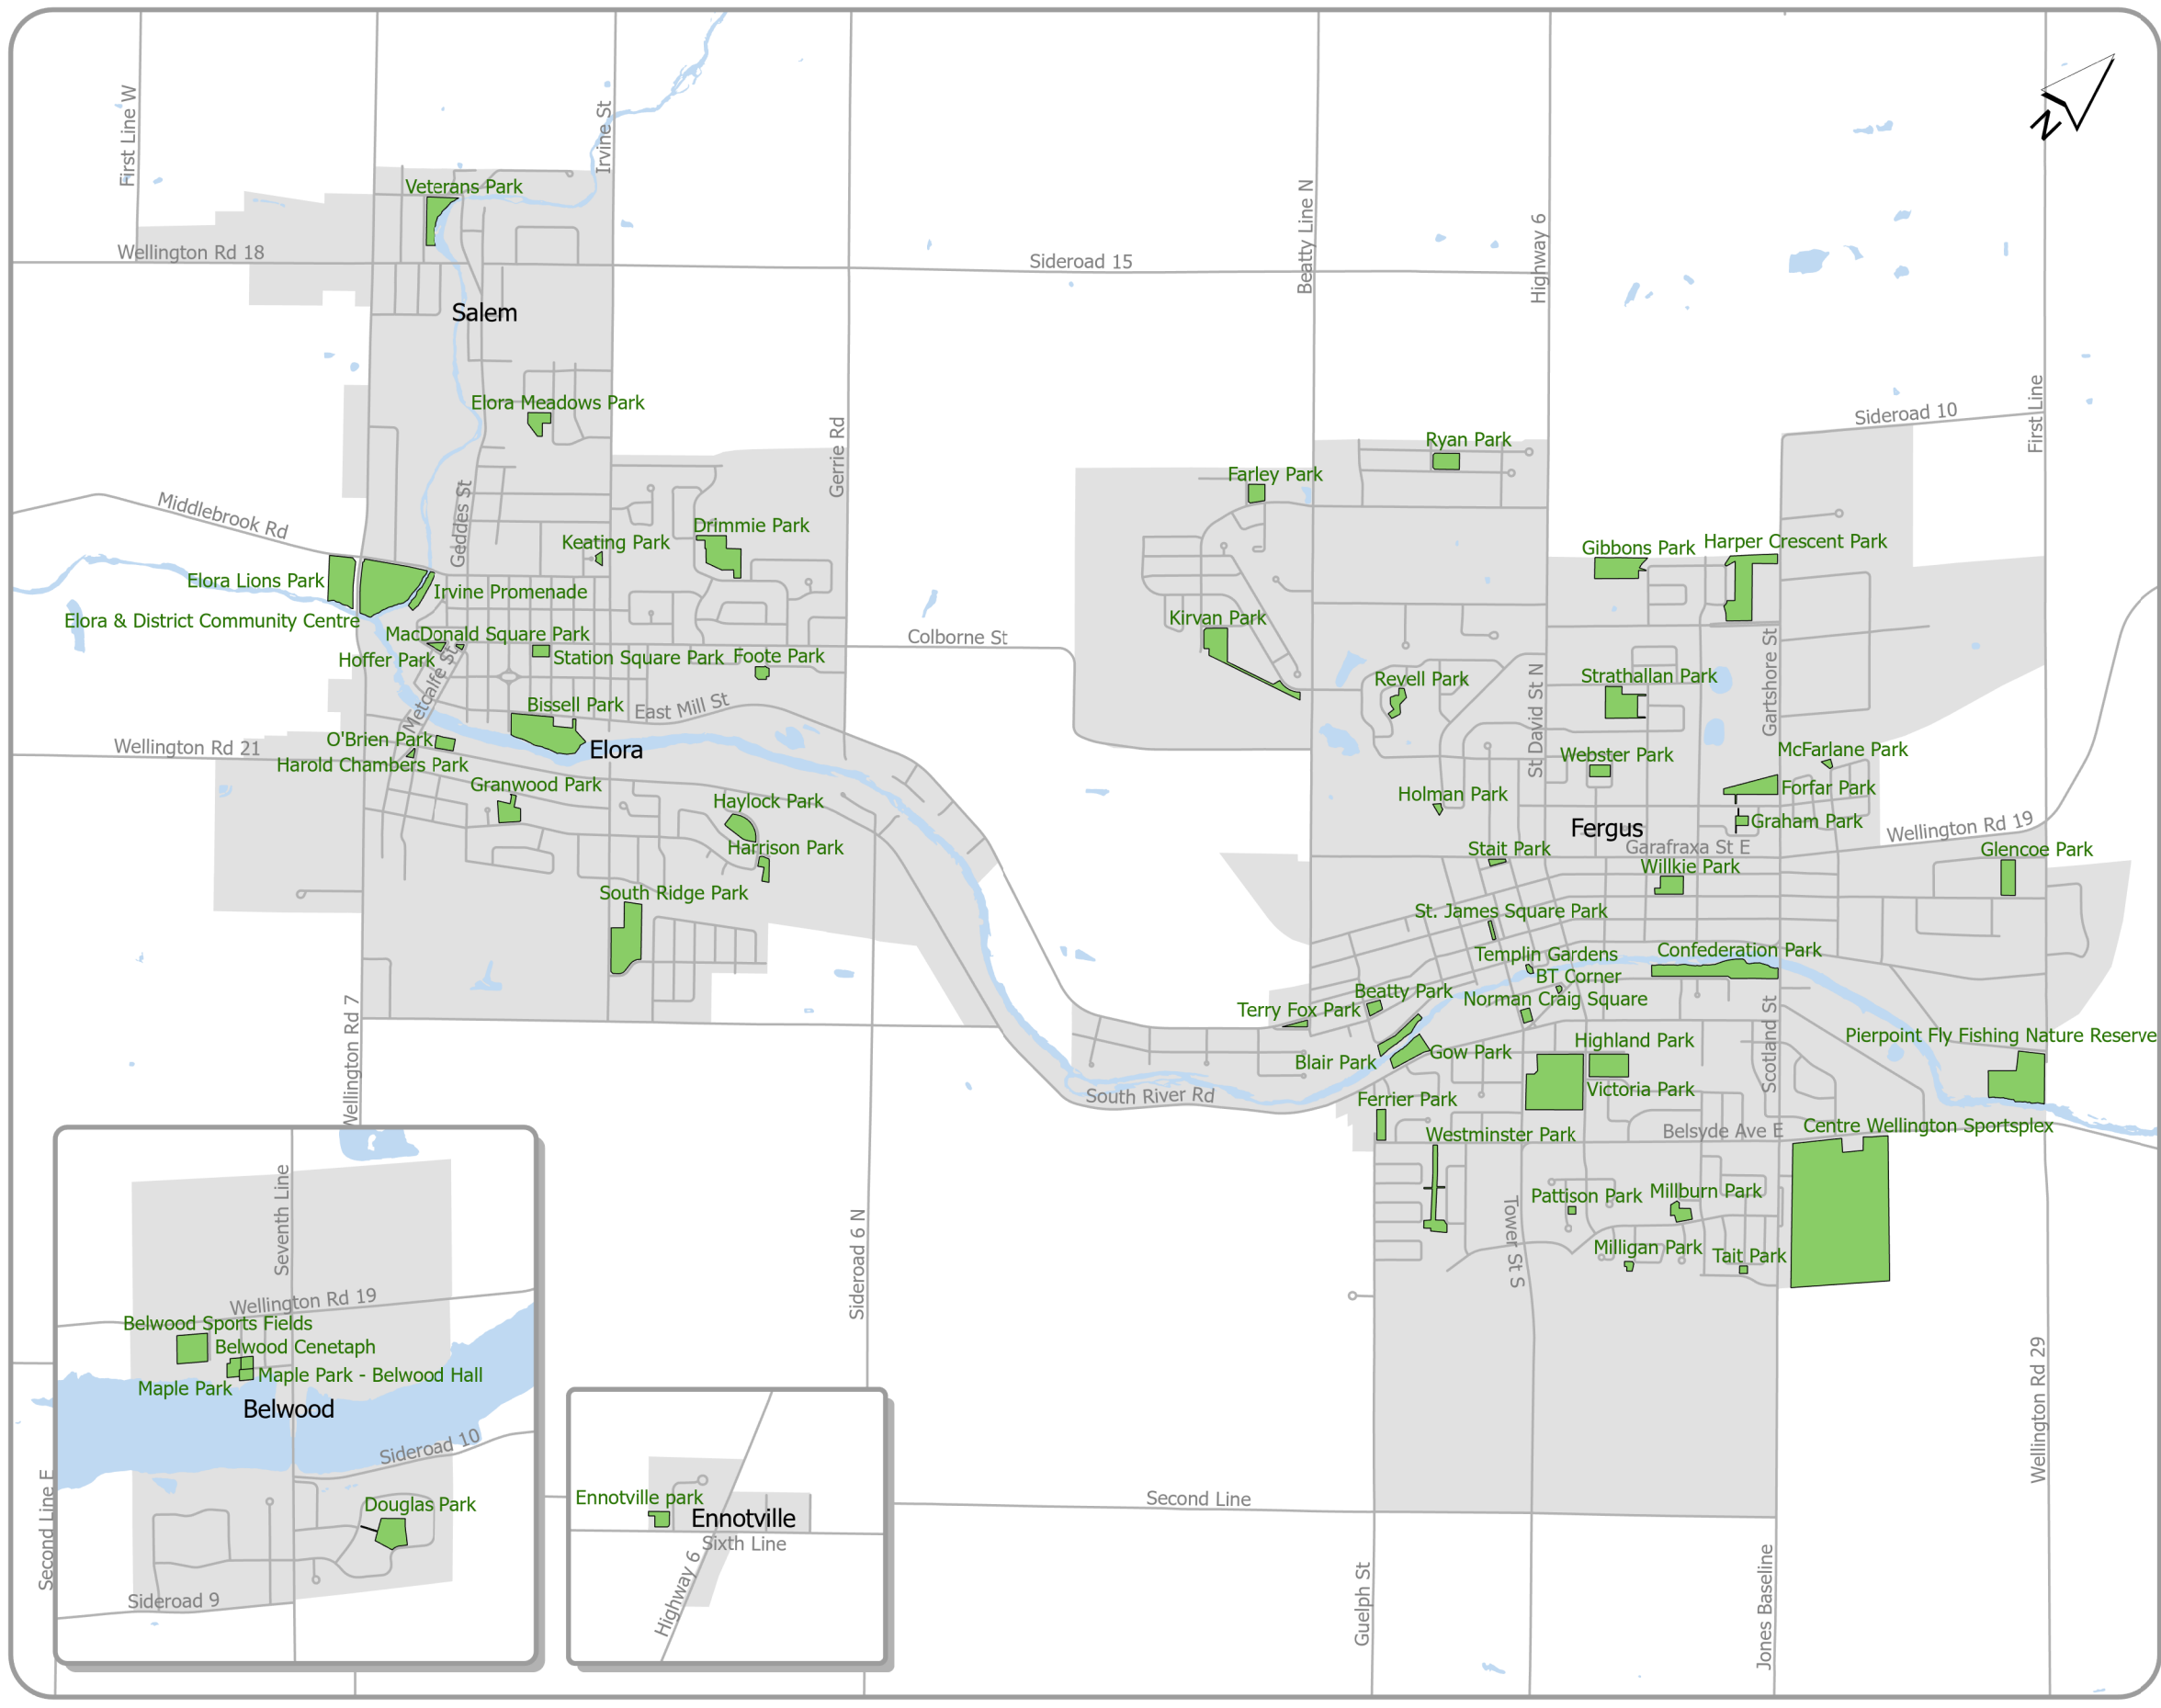 N
First Line W
Irvine St
Veterans Park
Wellington Rd 18
Sideroad 15
Beatty Line N
Highway 6
Salem
Elora Meadows Park
Gerrie Rd
First Line
Sideroad 10
Ryan Park
Farley Park
Middlebrook Rd
Geddes St
Drimmie Park
Keating Park
Gibbons Park
Harper Crescent Park
Elora Lions Park
Irvine Promenade
Elora & District Community Centre
MacDonald Square Park
Hoffer Park
Station Square Park
Foote Park
Colborne St
Kirvan Park
Metcalfe St
Revell Park
Strathallan Park
St David St N
Gartshore St
Bissell Park
East Mill St
O'Brien Park
Wellington Rd 21
Elora
Harold Chambers Park
Granwood Park
Webster Park
McFarlane Park
Holman Park
Forfar Park
Haylock Park
Graham Park
Fergus
Wellington Rd 19
Harrison Park
Stait Park
Garafraxa St E
Glencoe Park
Willkie Park
South Ridge Park
St. James Square Park
Templin Gardens
Confederation Park
BT Corner
Beatty Park
Norman Craig Square
Terry Fox Park
Wellington Rd 7
Scotland St
Pierpoint Fly Fishing Nature Reserve
Highland Park
Blair Park
Gow Park
Victoria Park
South River Rd
Ferrier Park
Westminster Park
Belsyde Ave E
Centre Wellington Sportsplex
Pattison Park
Millburn Park
Tower St S
Milligan Park
Tait Park
Sideroad 6 N
Seventh Line
Wellington Rd 19
Belwood Sports Fields
Belwood Cenetaph
Maple Park - Belwood Hall
Maple Park
Belwood
Sideroad 10
Douglas Park
Second Line E
Sideroad 9
Ennotville park
Ennotville
Sixth Line
Highway 6
Second Line
Guelph St
Jones Baseline
Wellington Rd 29